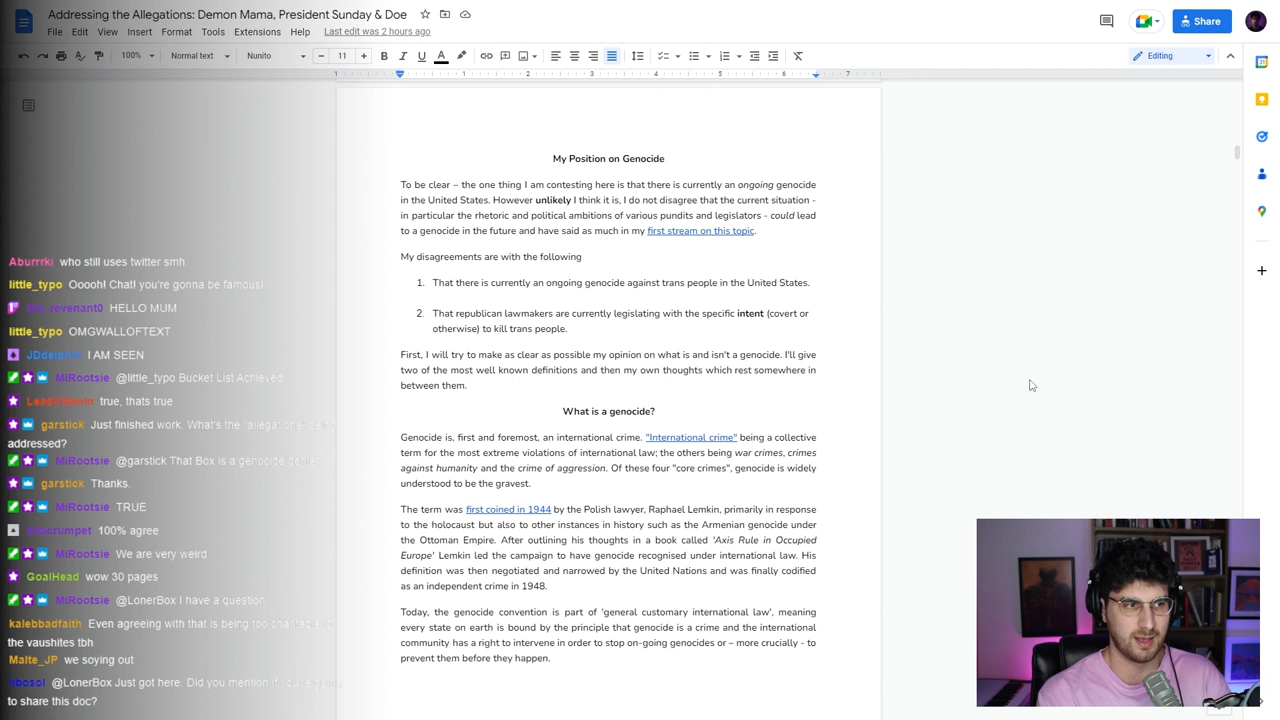 Addressing the Allegations: Demon Mama, President Sunday & Doe
File Edit View Insert Format Tools Extensions Help Last edit was 2 hours ago
Share
100% Normal text Nunito 11 Editing
1 1 2 3 4 5 6 7
My Position on Genocide
To be clear – the one thing I am contesting here is that there is currently an ongoing genocide
in the United States. However unlikely I think it is, I do not disagree that the current situation -
in particular the rhetoric and political ambitions of various pundits and legislators - could lead
to a genocide in the future and have said as much in my first stream on this topic.
My disagreements are with the following
1. That there is currently an ongoing genocide against trans people in the United States.
2. That republican lawmakers are currently legislating with the specific intent (covert or
otherwise) to kill trans people.
First, I will try to make as clear as possible my opinion on what is and isn't a genocide. I'll give
two of the most well known definitions and then my own thoughts which rest somewhere in
between them.
What is a genocide?
Genocide is, first and foremost, an international crime. "International crime" being a collective
term for the most extreme violations of international law; the others being war crimes, crimes
against humanity and the crime of aggression. Of these four "core crimes", genocide is widely
understood to be the gravest.
The term was first coined in 1944 by the Polish lawyer, Raphael Lemkin, primarily in response
to the holocaust but also to other instances in history such as the Armenian genocide under
the Ottoman Empire. After outlining his thoughts in a book called 'Axis Rule in Occupied
Europe' Lemkin led the campaign to have genocide recognised under international law. His
definition was then negotiated and narrowed by the United Nations and was finally codified
as an independent crime in 1948.
Today, the genocide convention is part of 'general customary international law', meaning
every state on earth is bound by the principle that genocide is a crime and the international
community has a right to intervene in order to stop on-going genocides or – more crucially - to
prevent them before they happen.
Aburrrki who still uses twitter smh
little_typo Ooooh! Chat! you're gonna be famous!
the_revenant0 HELLO MUM
little_typo OMGWALLOFTEXT
JDdelphin I AM SEEN
MiRootsie @little_typo Bucket List Achieved
LeadVitamin true, thats true
garstick Just finished work. What's the "allegations"
addressed?
MiRootsie @garstick That Box is a genocide
garstick Thanks.
MiRootsie TRUE
100% agree
MiRootsie We are very weird
GoalHead wow 30 pages
MiRootsie @LonerBox I have a question
kalebbadfaith Even agreeing with that is being too charitable
the vaushites tbh
Malte_JP we soying out
@LonerBox Just got here. Did you mention if you're
to share this doc?